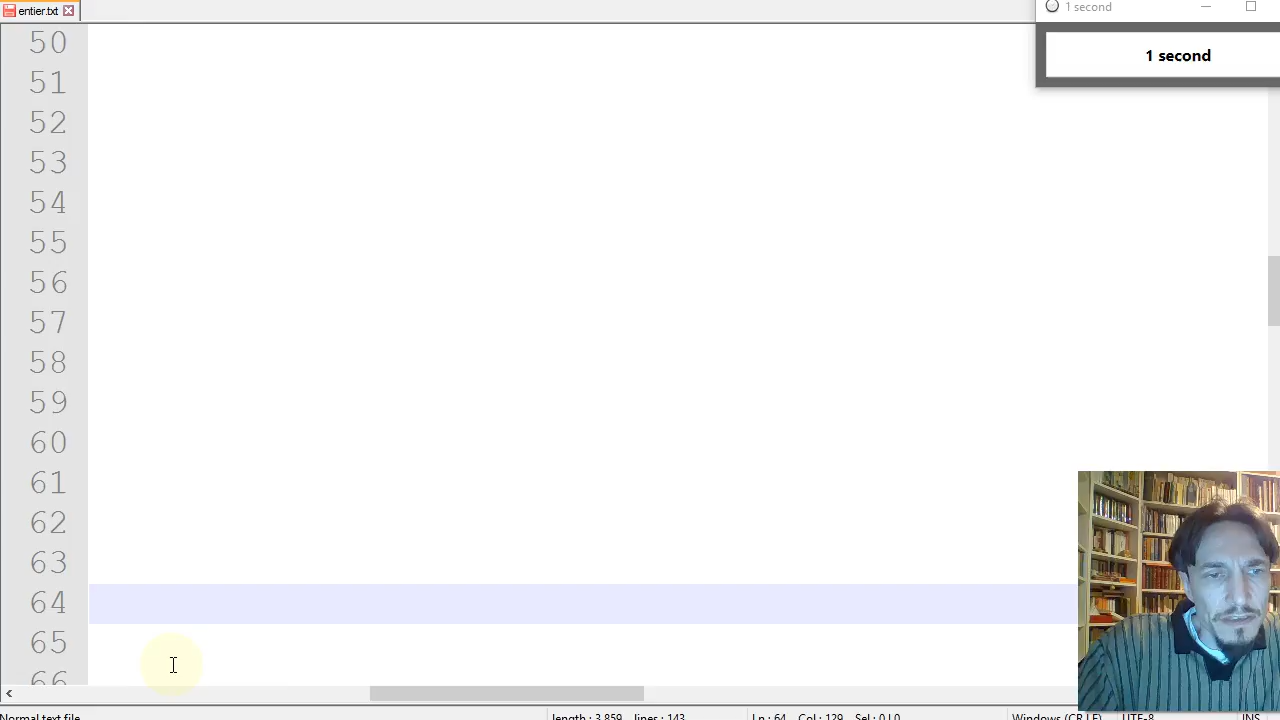 entier.txt
1 second
1 second
50
51
52
53
54
55
56
57
58
59
60
61
62
63
64
65
66
Normal text file
length : 3,859 lines : 143
Ln : 64 Col : 129 Sel : 0 | 0
Windows (CR LF)
UTF-8
INS